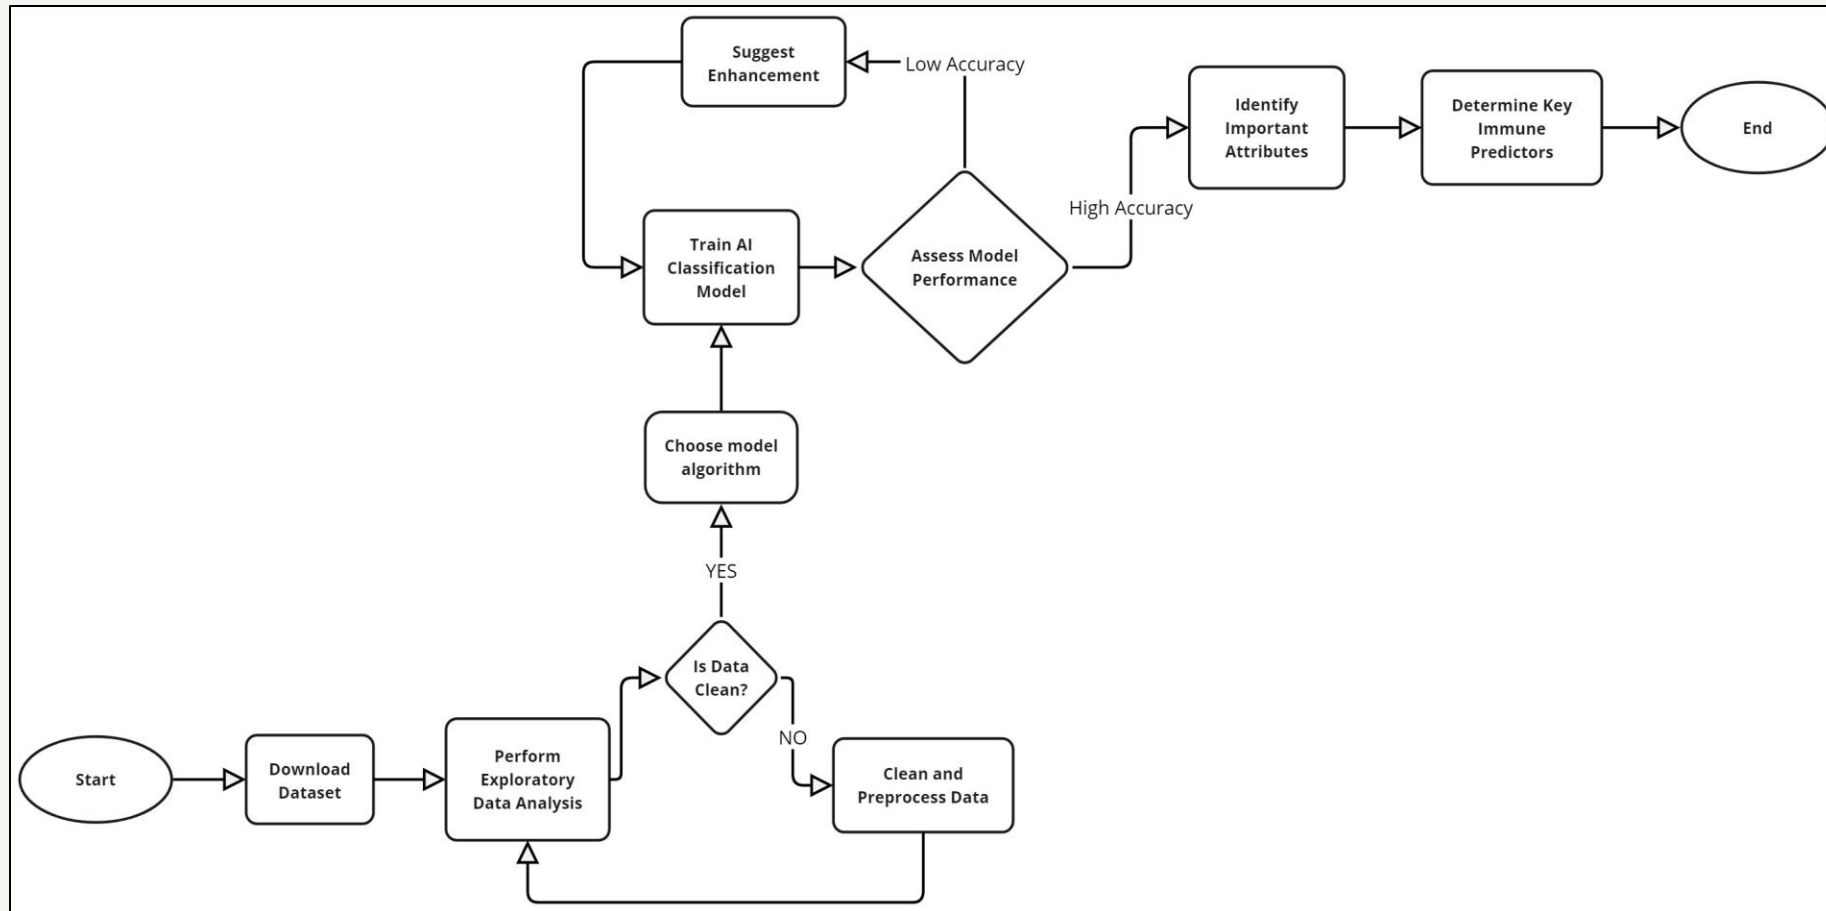 Suggest
Enhancement
Low Accuracy
Identify
Important
Attributes
Determine Key
Immune
Predictors
End
High Accuracy
Train AI
Classification
Model
Assess Model
Performance
Choose model
algorithm
YES
Is Data
Clean?
NO
Start
Download
Dataset
Perform
Exploratory
Data Analysis
Clean and
Preprocess Data